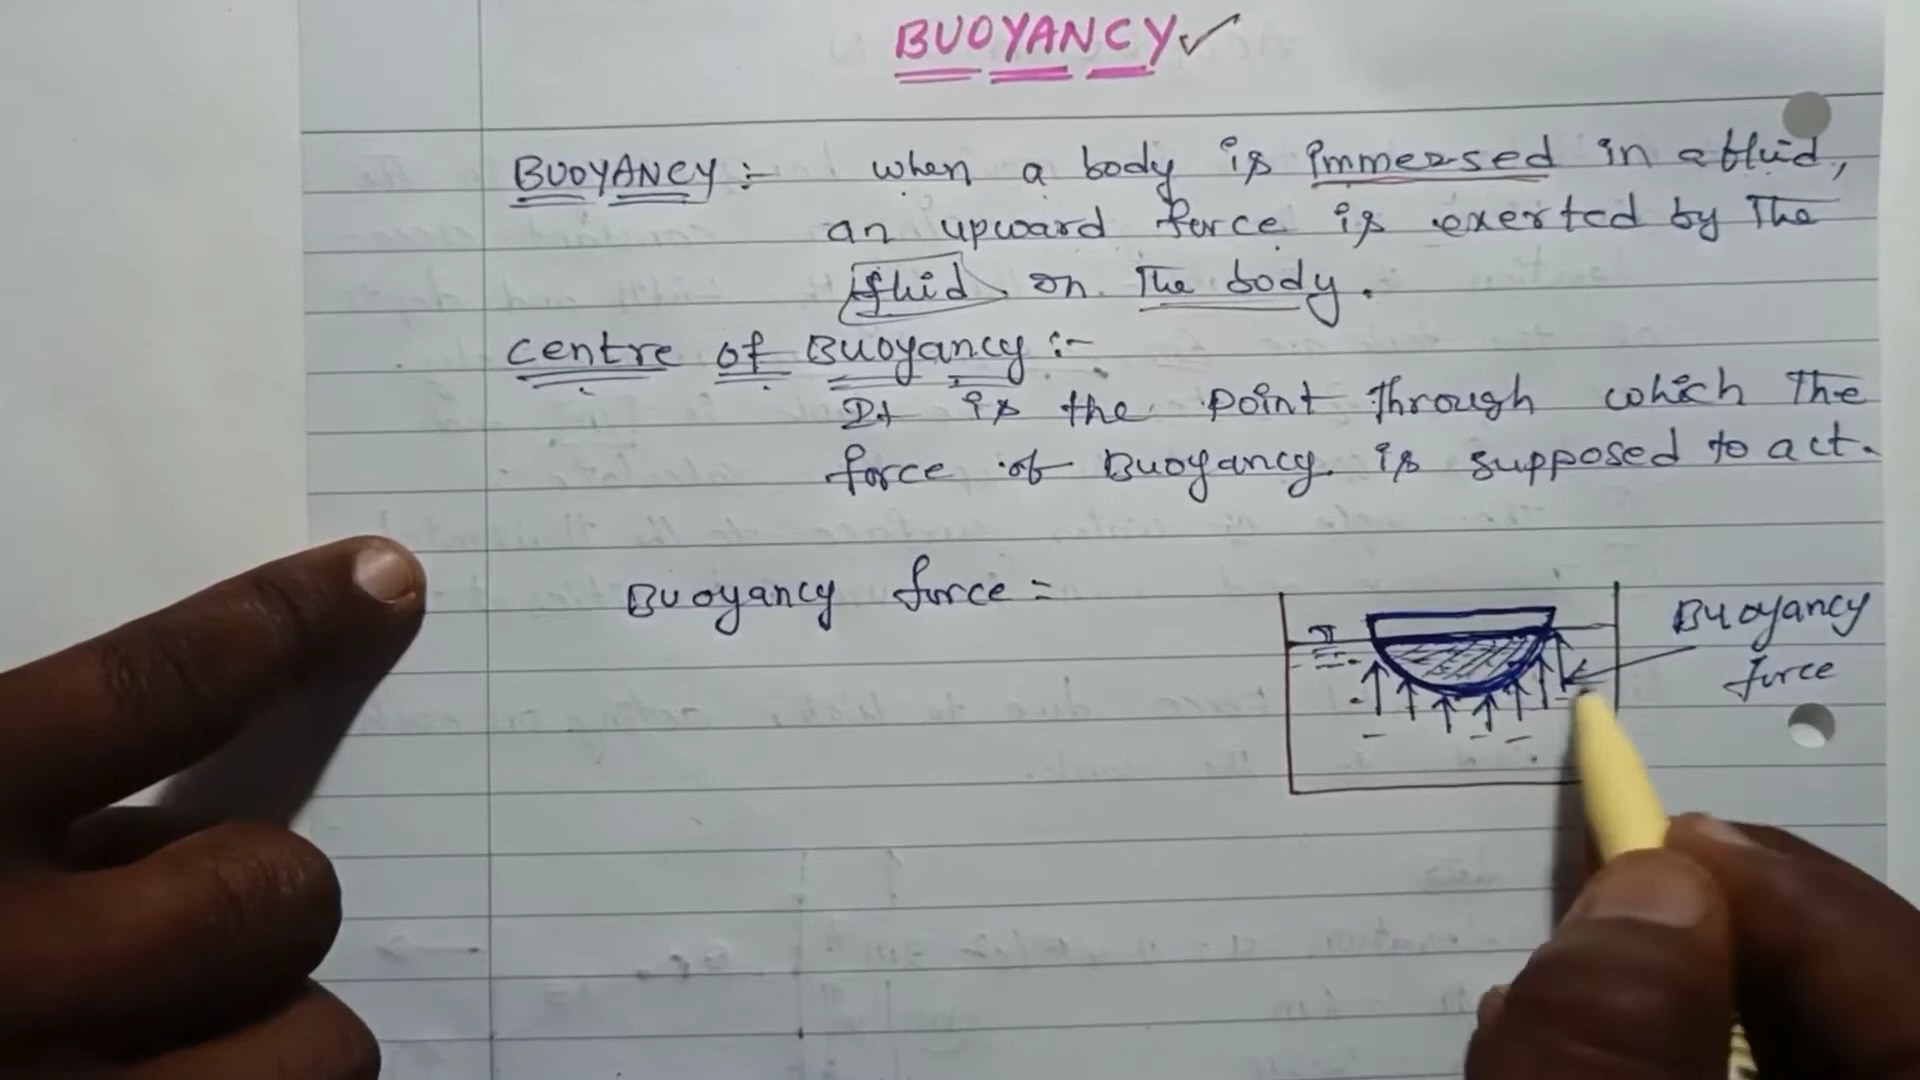 BUOYANCY ✓
BUOYANCY :- when a body is immersed in a fluid,
an upward force is exerted by The
fluid on The body.
centre of Buoyancy :-
It is the point through which The
force of Buoyancy is supposed to act.
Buoyancy force =
Buoyancy
force